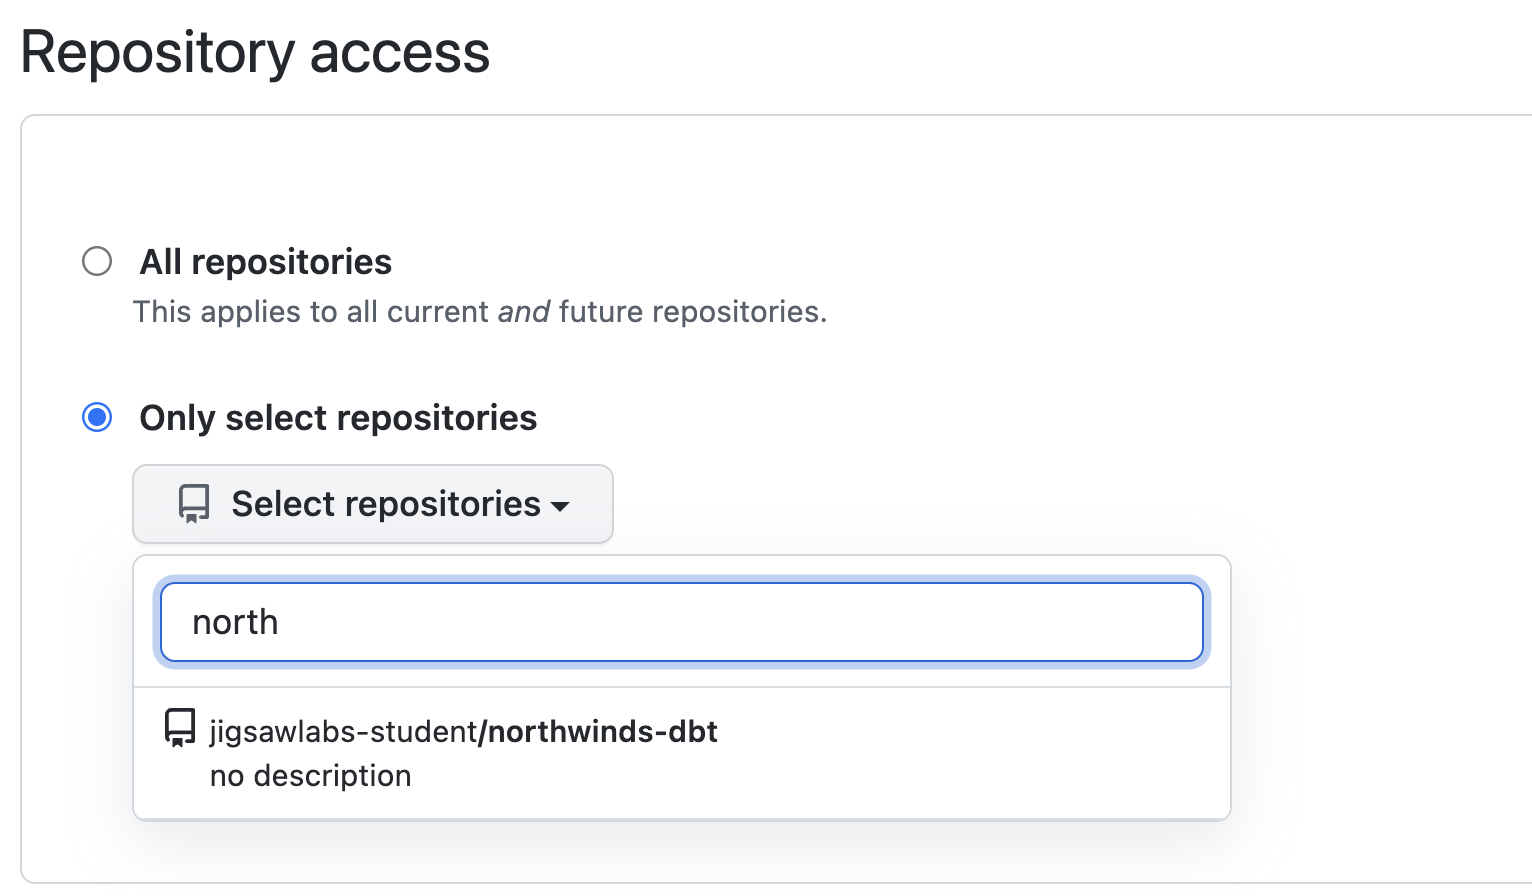 Repository access
All repositories
This applies to all current and future repositories.
Only select repositories
Select repositories
north
jigsawlabs-student/northwinds-dbt
no description